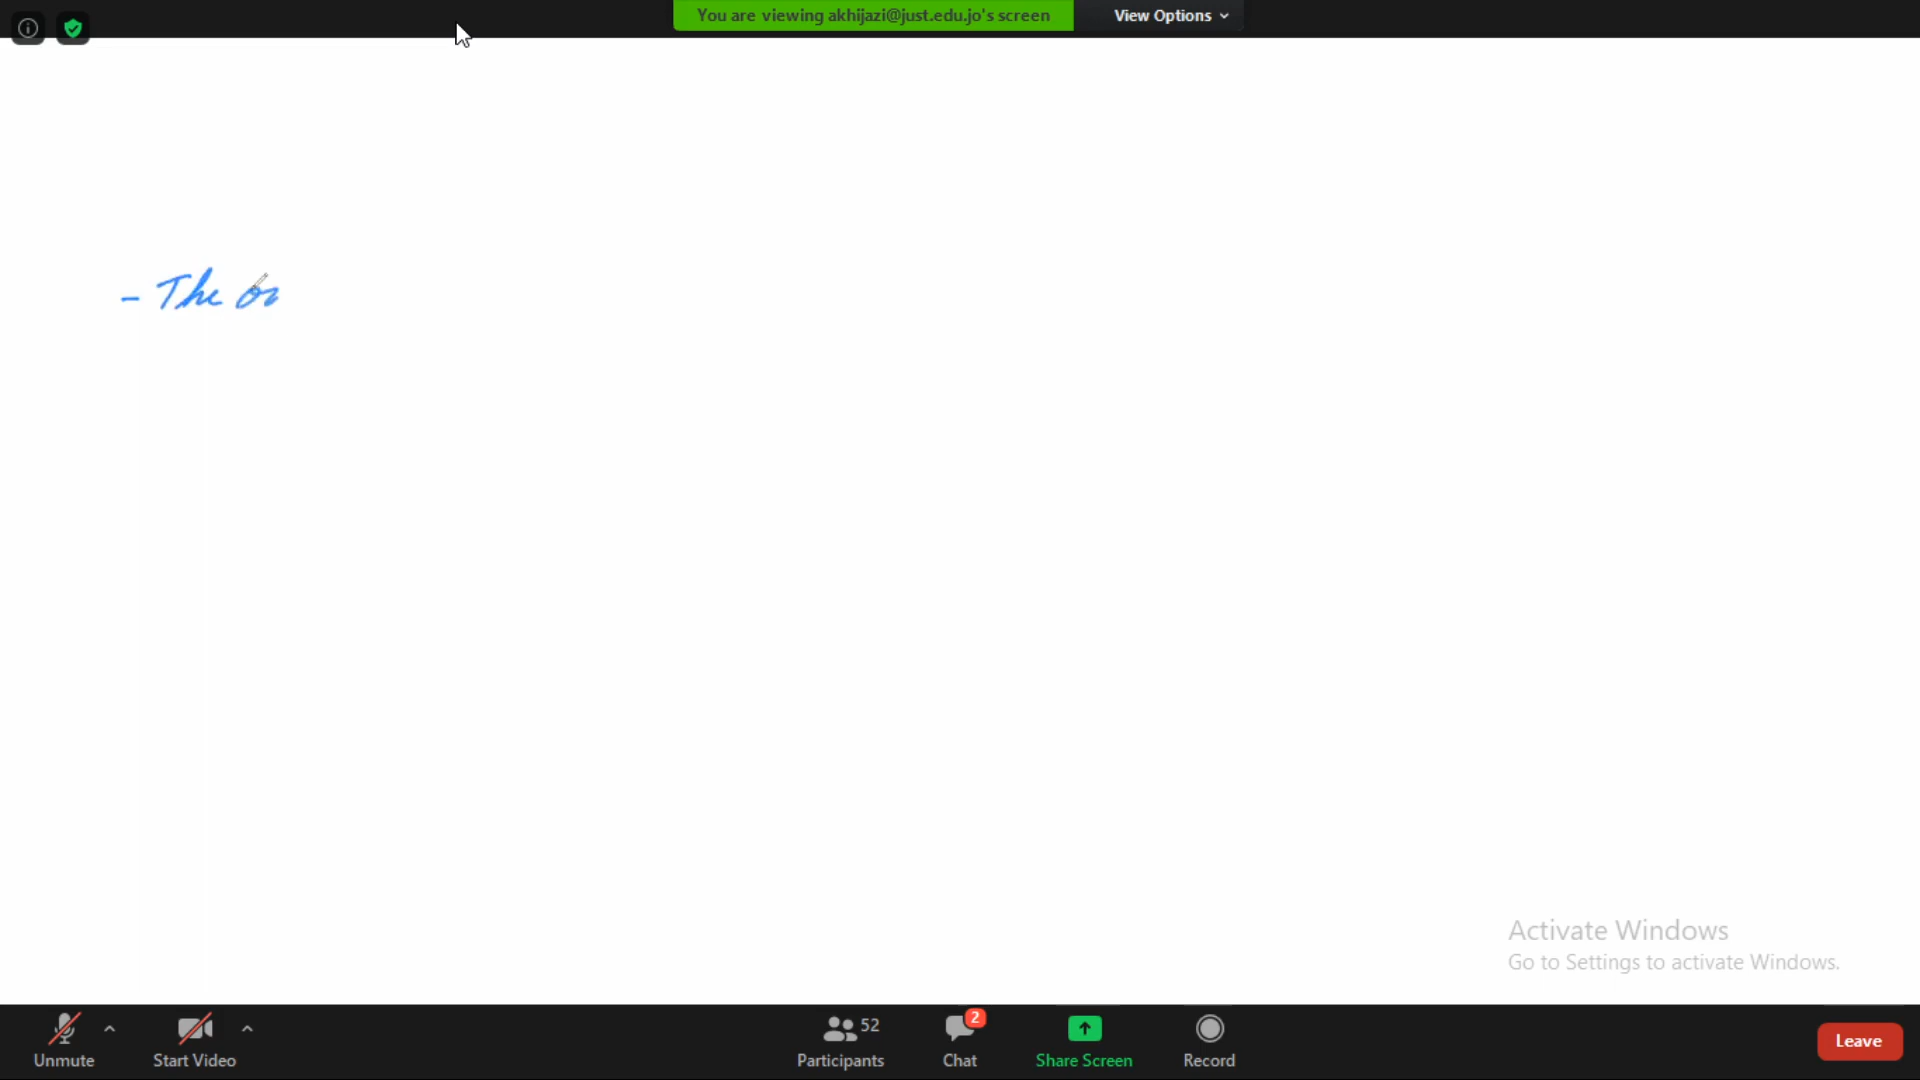 You are viewing akhijazi@just.edu.jo's screen View Options
- The
Activate Windows
Go to Settings to activate Windows.
52 2
Unmute Start Video Participants Chat Share Screen Record Leave